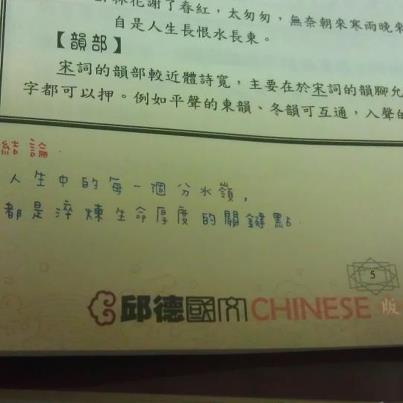 林花謝了春紅，太匆匆，無奈朝來寒雨晚來
自是人生長恨水長東。
【韻部】
宋詞的韻部較近體詩寬，主要在於宋詞的韻腳允
字都可以押。例如平聲的東韻、冬韻可互通，入聲的
結論
人生中的每一個分水嶺，
都是淬煉生命厚度的關鍵點
5
邱德國文CHINESE 版